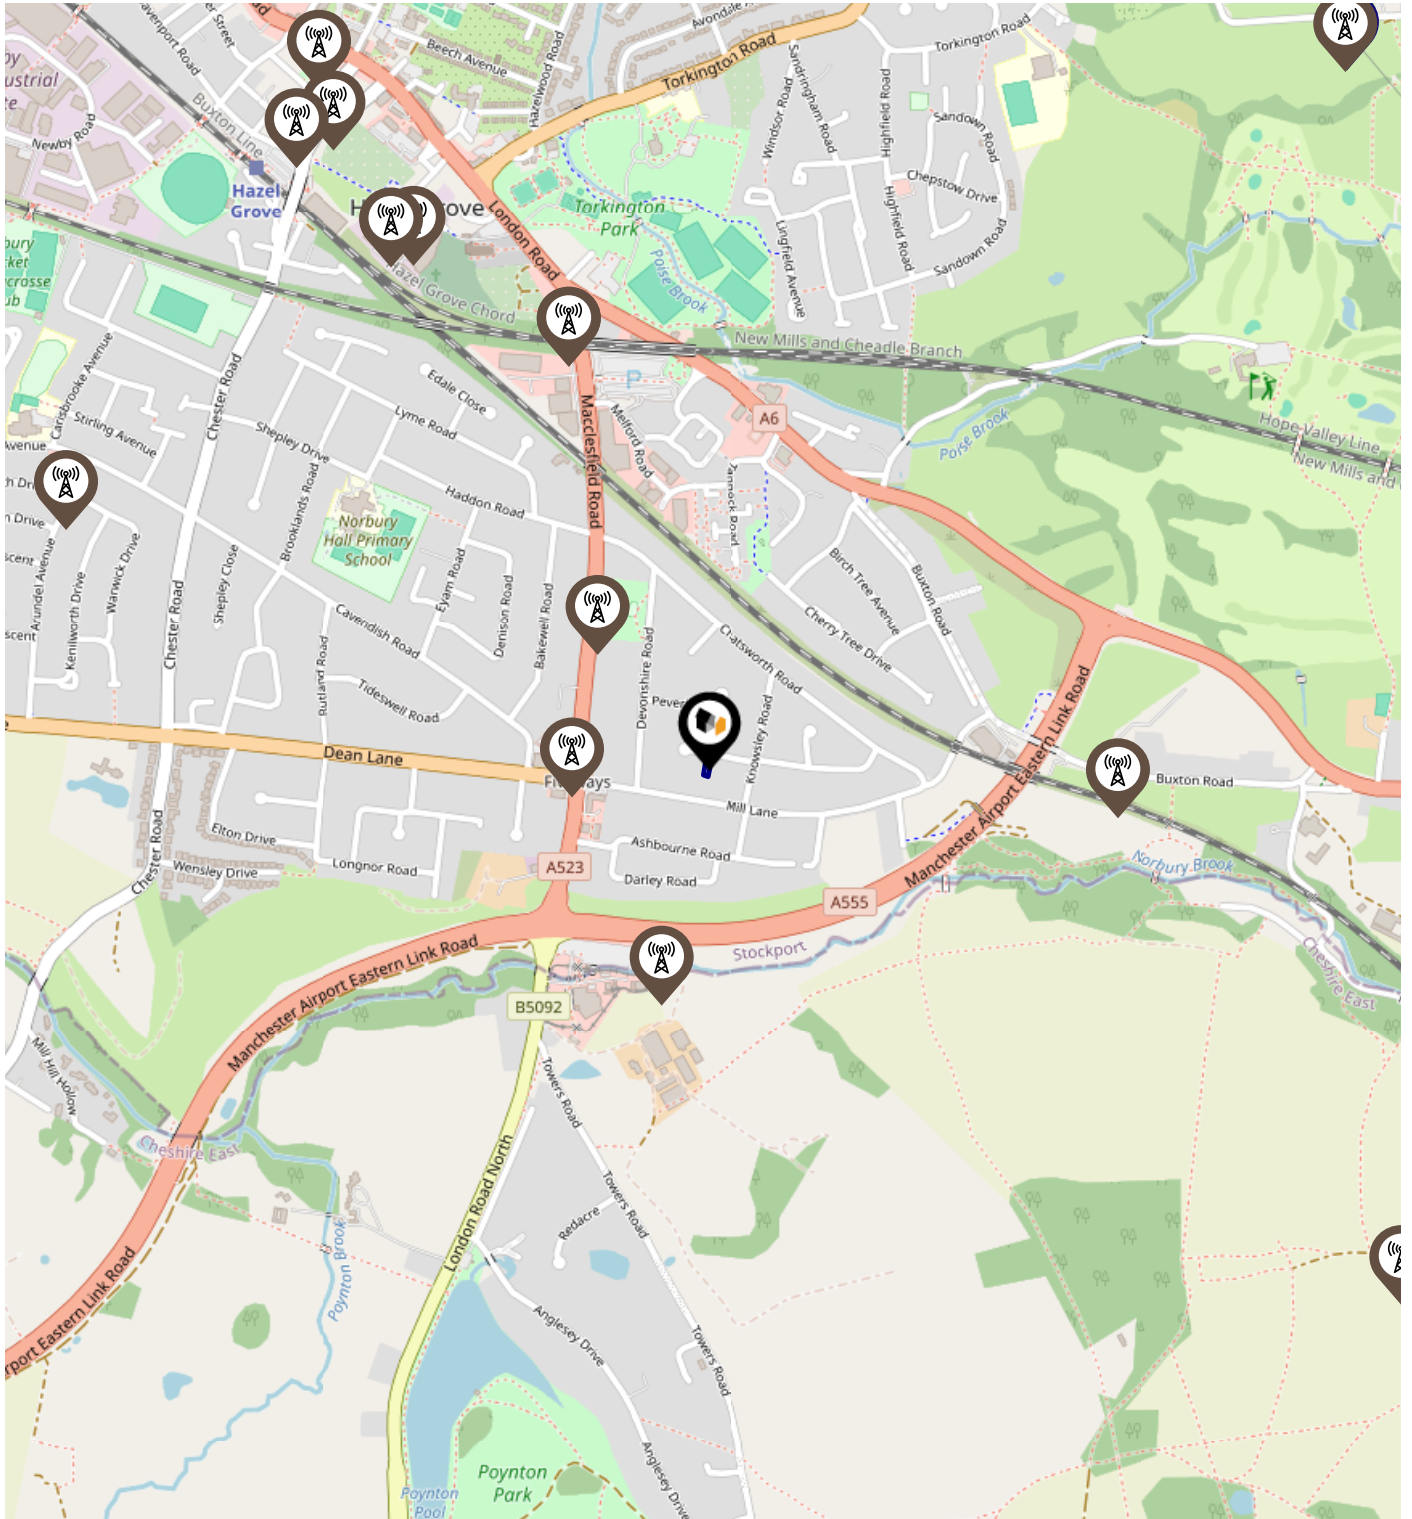 Beech Avenue
Hazelwood Road
Torkington Road
Torkington Road
Newby Road
Buxton Line
Hazel
Grove
London Road
Torkington
Park
Poise Brook
Windsor Road
Sandringham Road
Highfield Road
Highfield Road
Sandown Road
Chepstow Drive
Sandown Road
Lingfield Avenue
Hazel Grove Chord
New Mills and Cheadle Branch
Hope Valley Line
Carisbrooke Avenue
Stirling Avenue
Chester Road
Edale Close
Lyme Road
Shepley Drive
Macclesfield Road
Melford Road
A6
Poise Brook
Haddon Road
Norbury
Hall Primary
School
Brooklands Road
Shepley Close
Arundel Avenue
Kenilworth Drive
Warwick Drive
Chester Road
Eyam Road
Denison Road
Bakewell Road
Cavendish Road
Rutland Road
Tideswell Road
Devonshire Road
Chatsworth Road
Knowsley Road
Birch Tree Avenue
Cherry Tree Drive
Buxton Road
Dean Lane
Mill Lane
Buxton Road
Manchester Airport Eastern Link Road
Norbury Brook
Elton Drive
Wensley Drive
Longnor Road
Chester Road
Ashbourne Road
Darley Road
A523
A555
Stockport
Cheshire East
Manchester Airport Eastern Link Road
B5092
Mill Hill Hollow
Cheshire East
Towers Road
London Road North
Redacre
Towers Road
Poynton Brook
Anglesey Drive
Towers Road
Anglesey Drive
Poynton
Park
Poynton
Pool